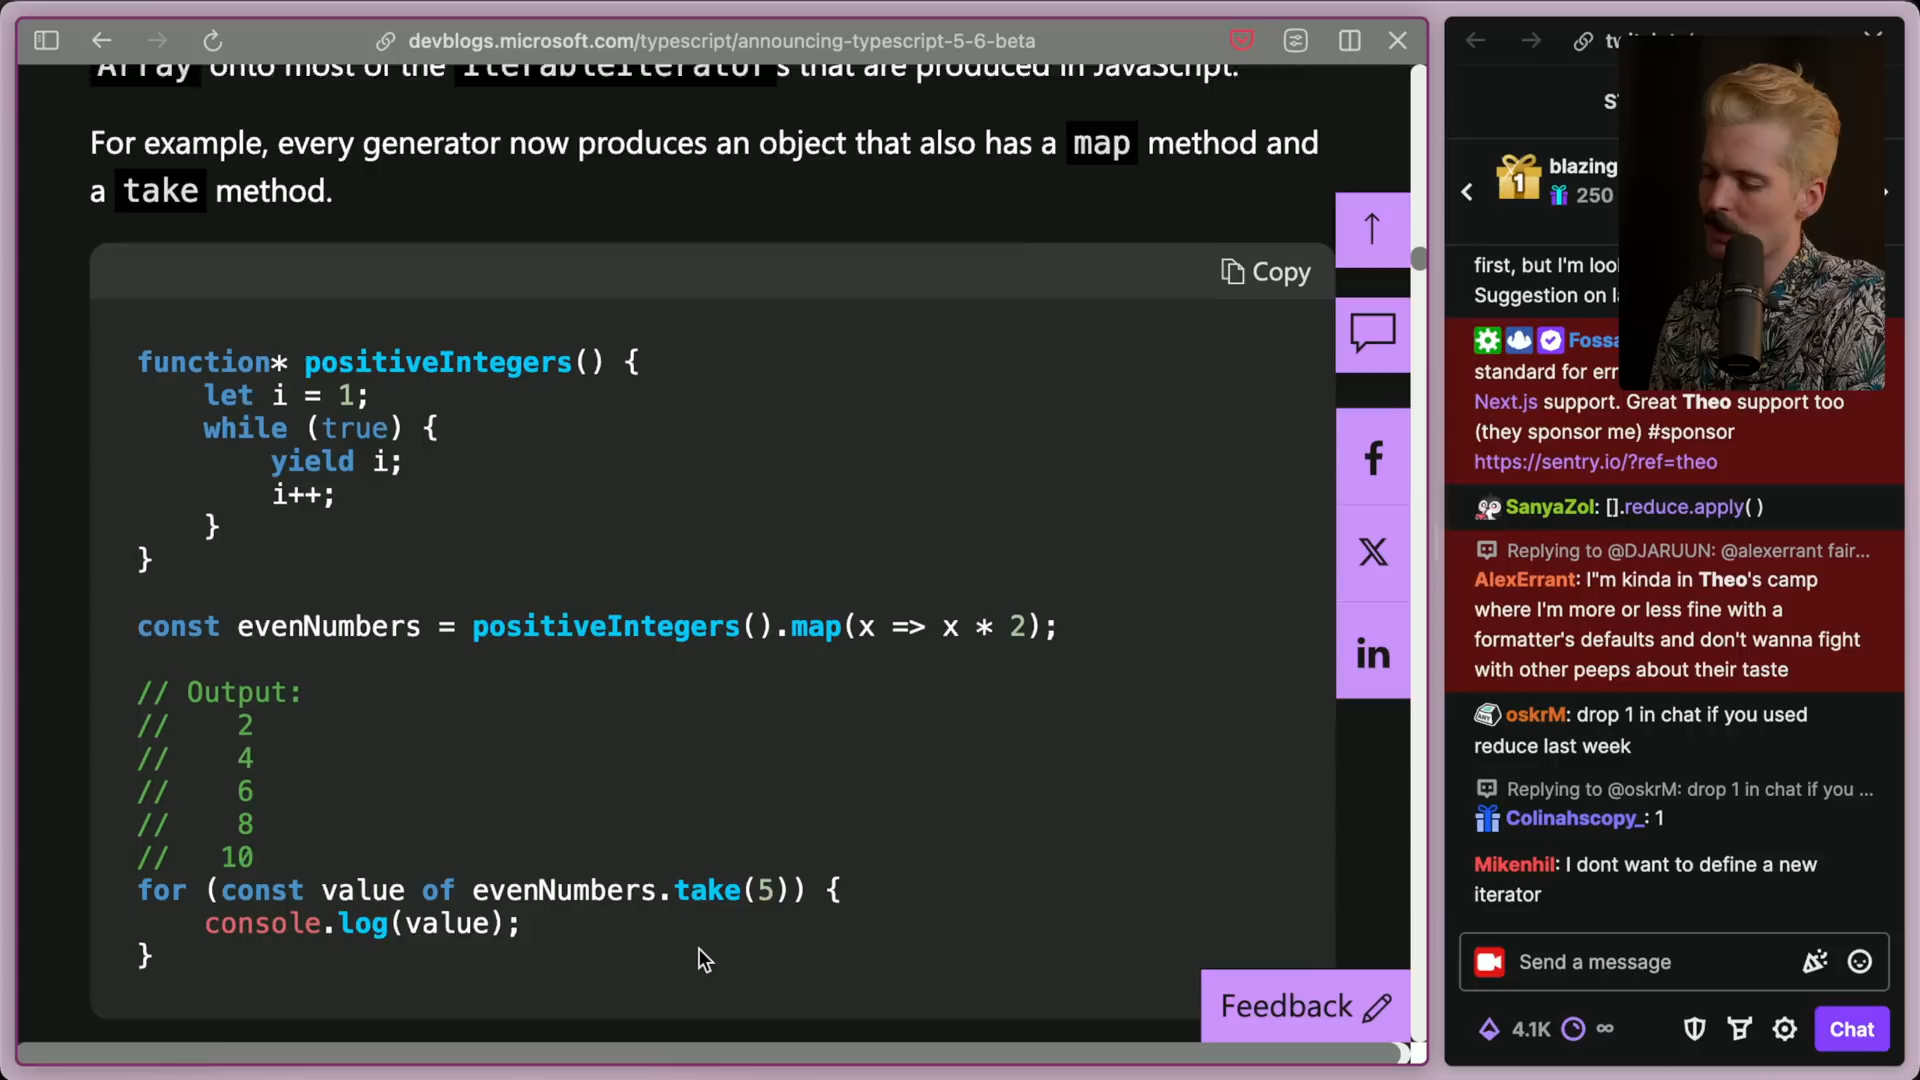 devblogs.microsoft.com/typescript/announcing-typescript-5-6-beta
Array onto most of the IterableIterators that are produced in JavaScript.
For example, every generator now produces an object that also has a map method and
a take method.
Copy
function* positiveIntegers() {
    let i = 1;
    while (true) {
        yield i;
        i++;
    }
}
const evenNumbers = positiveIntegers().map(x => x * 2);
// Output:
//    2
//    4
//    6
//    8
//   10
for (const value of evenNumbers.take(5)) {
    console.log(value);
}
Feedback
blazing
1
250
first, but I'm loo
Suggestion on l
Fossa
standard for err
Next.js support. Great Theo support too
(they sponsor me) #sponsor
https://sentry.io/?ref=theo
SanyaZol: [].reduce.apply( )
Replying to @DJARUUN: @alexerrant fair...
AlexErrant: I"m kinda in Theo's camp
where I'm more or less fine with a
formatter's defaults and don't wanna fight
with other peeps about their taste
oskrM: drop 1 in chat if you used
reduce last week
Replying to @oskrM: drop 1 in chat if you ...
Colinahscopy_: 1
Mikenhil: I dont want to define a new
iterator
Send a message
4.1K ∞
Chat